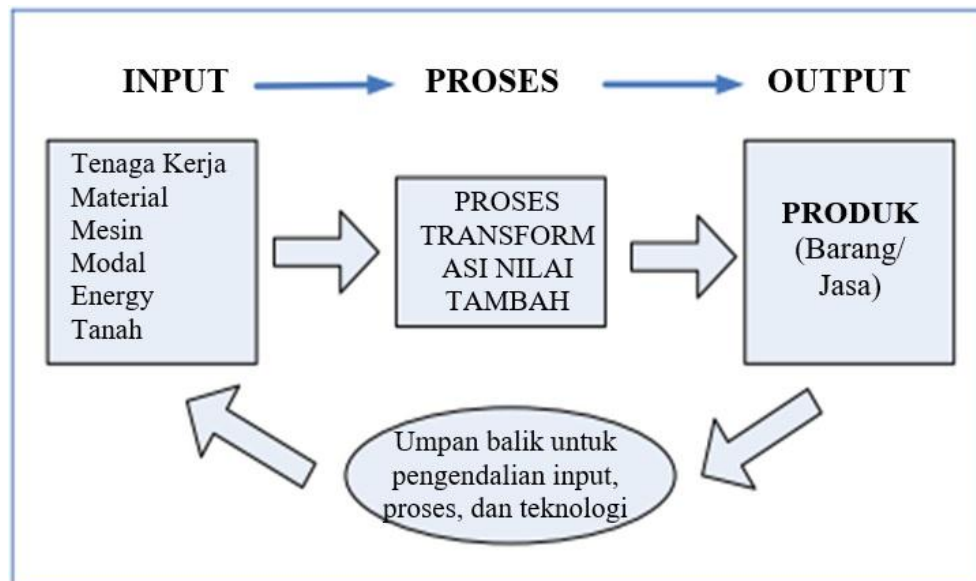 INPUT PROSES OUTPUT
Tenaga Kerja
Material
Mesin
Modal
Energy
Tanah
PROSES
TRANSFORM
ASI NILAI
TAMBAH
PRODUK
(Barang/
Jasa)
Umpan balik untuk
pengendalian input,
proses, dan teknologi